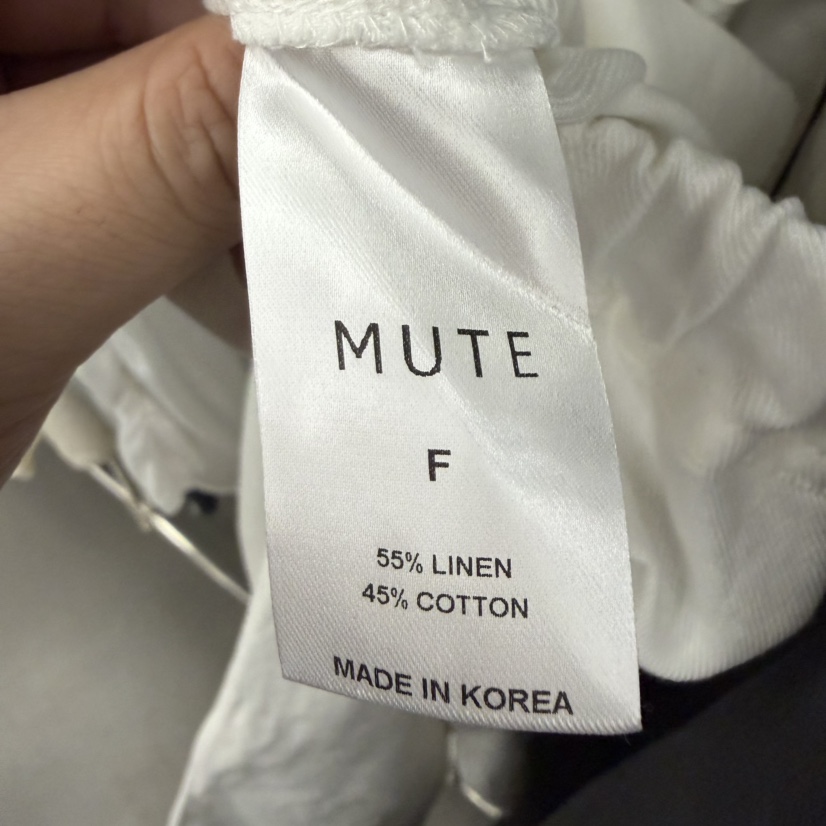 MUTE
F
55% LINEN
45% COTTON
MADE IN KOREA